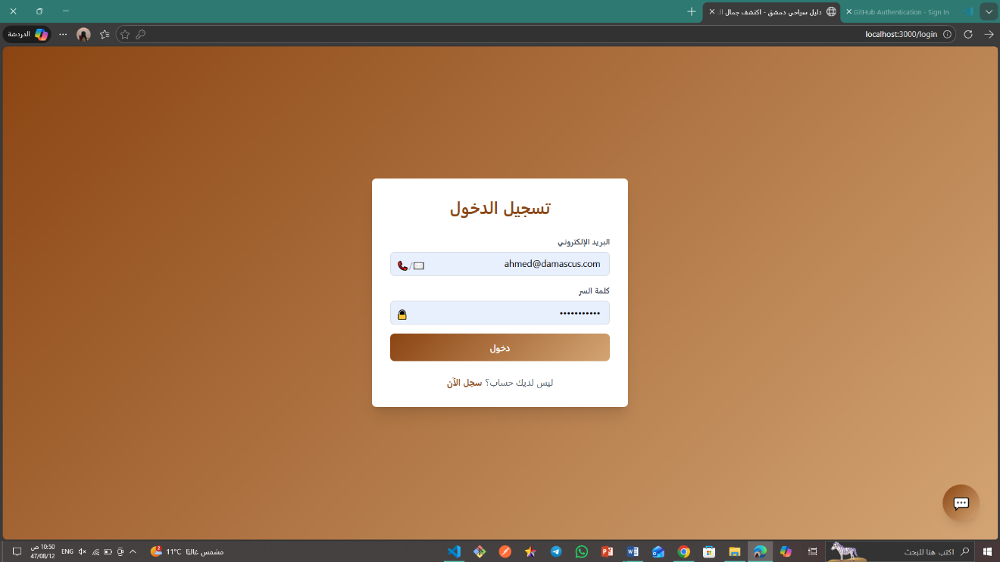 GitHub Authentication - Sign In
دليل سياحي دمشق - اكتشف جمال ال
localhost:3000/login
الدردشة
تسجيل الدخول
البريد الإلكتروني
ahmed@damascus.com
/
كلمة السر
•••••••••••
دخول
ليس لديك حساب؟ سجل الآن
اكتب هنا للبحث
مشمس غالبًا 11°C
2
ENG
10:50 ص
47/08/12